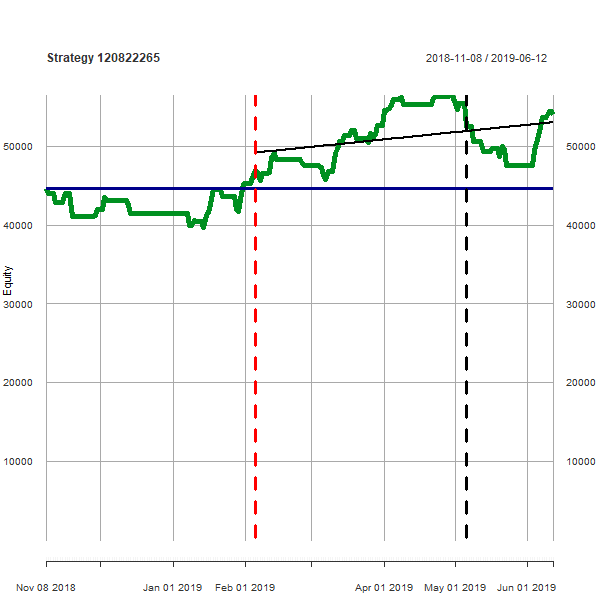 Strategy 120822265
2018-11-08 / 2019-06-12
50000
50000
40000
40000
Equity
30000
30000
20000
20000
10000
10000
Nov 08 2018
Jan 01 2019
Feb 01 2019
Apr 01 2019
May 01 2019
Jun 01 2019